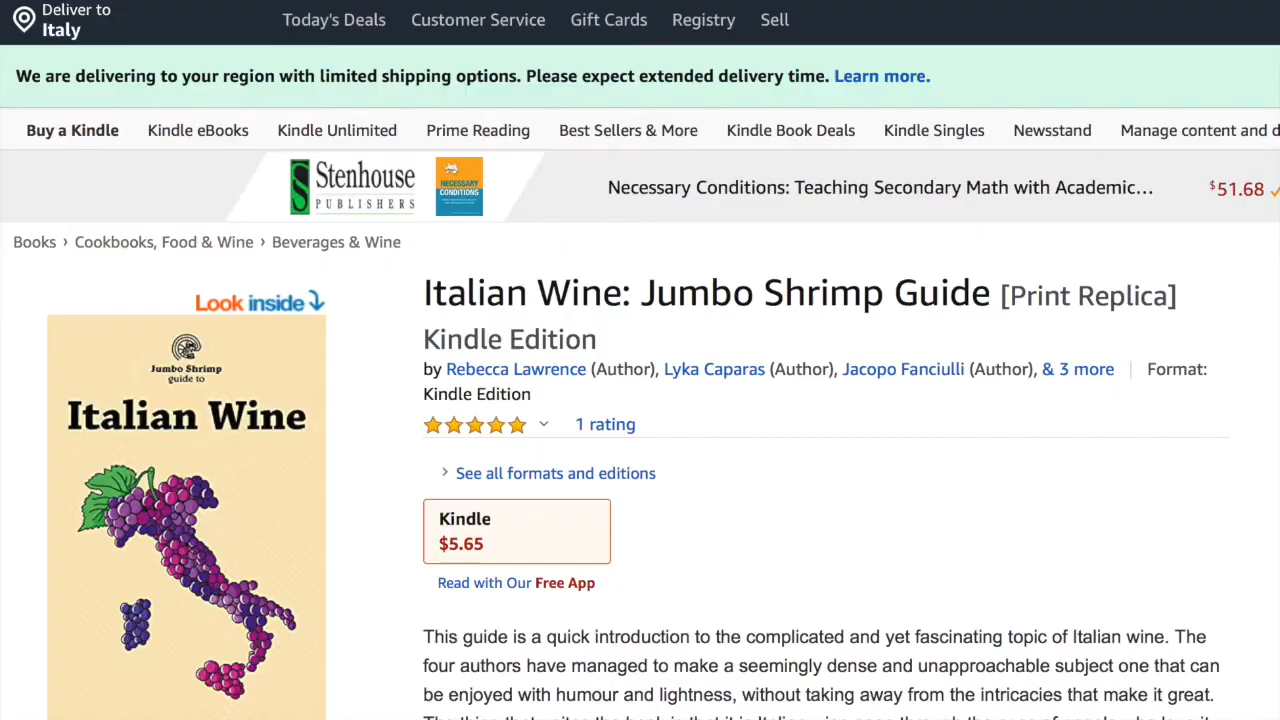 Deliver to
Italy
Today's Deals Customer Service Gift Cards Registry Sell
We are delivering to your region with limited shipping options. Please expect extended delivery time. Learn more.
Buy a Kindle Kindle eBooks Kindle Unlimited Prime Reading Best Sellers & More Kindle Book Deals Kindle Singles Newsstand Manage content and d
Stenhouse
PUBLISHERS
NECESSARY
CONDITIONS
Necessary Conditions: Teaching Secondary Math with Academic... $51.68
Books › Cookbooks, Food & Wine › Beverages & Wine
Look inside
Jumbo Shrimp
guide to
Italian Wine
Italian Wine: Jumbo Shrimp Guide [Print Replica]
Kindle Edition
by Rebecca Lawrence (Author), Lyka Caparas (Author), Jacopo Fanciulli (Author), & 3 more | Format:
Kindle Edition
1 rating
› See all formats and editions
Kindle
$5.65
Read with Our Free App
This guide is a quick introduction to the complicated and yet fascinating topic of Italian wine. The
four authors have managed to make a seemingly dense and unapproachable subject one that can
be enjoyed with humour and lightness, without taking away from the intricacies that make it great.